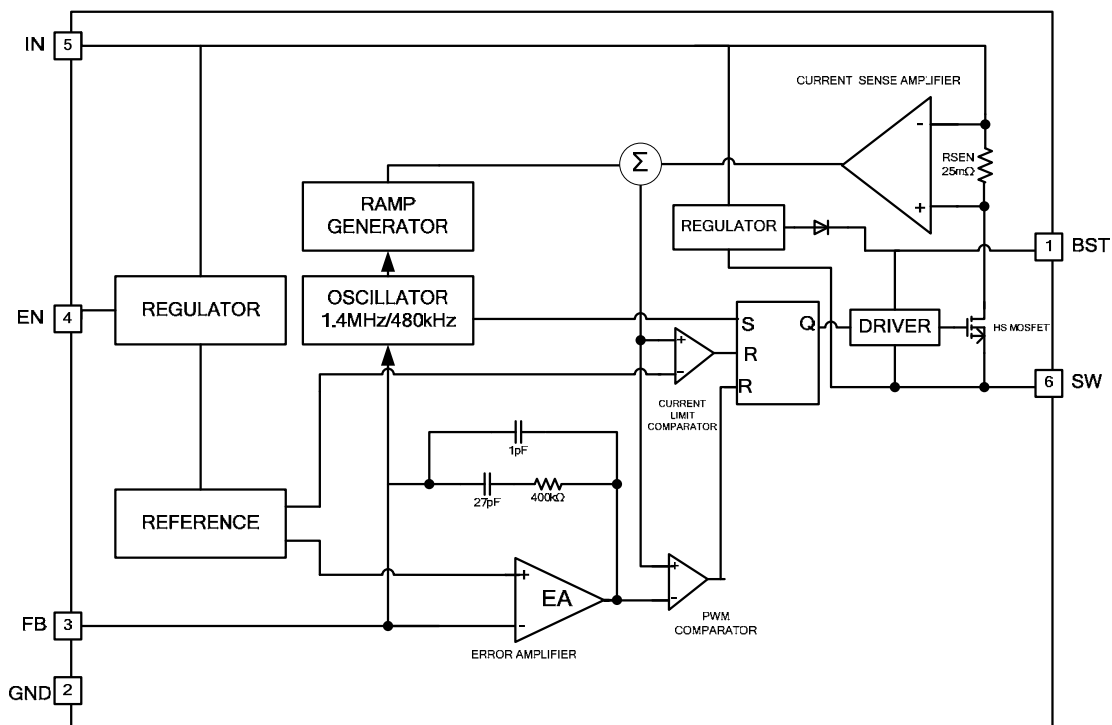 IN
5
CURRENT SENSE AMPLIFIER
-
+
RSEN
25mΩ
Σ
RAMP
GENERATOR
REGULATOR
1
BST
EN
4
REGULATOR
OSCILLATOR
1.4MHz/480kHz
S
Q
R
R
DRIVER
HS MOSFET
+
-
CURRENT
LIMIT
COMPARATOR
6
SW
1pF
27pF
400kΩ
REFERENCE
+
-
EA
ERROR AMPLIFIER
+
-
PWM
COMPARATOR
FB
3
GND
2